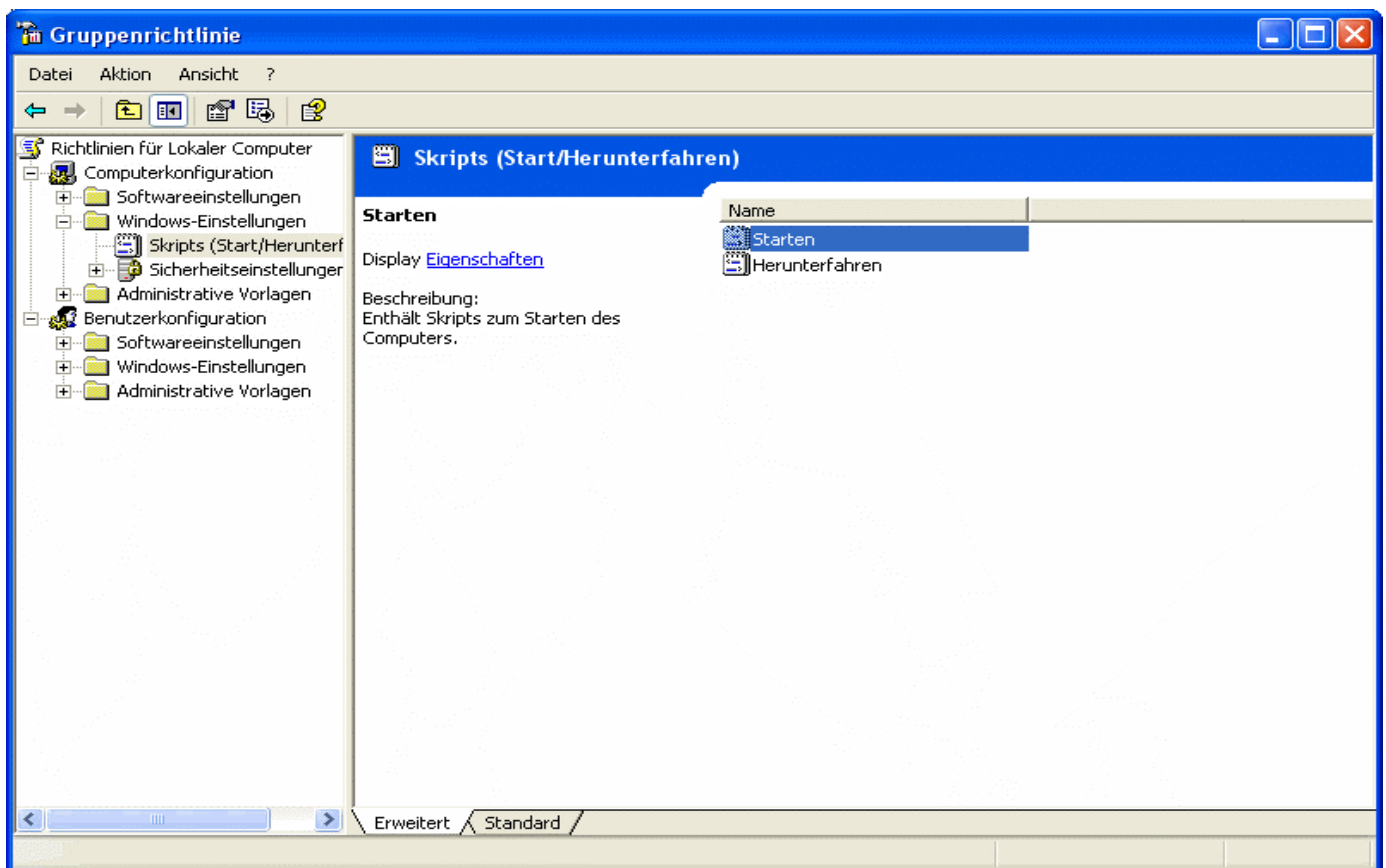 Gruppenrichtlinie
Datei Aktion Ansicht ?
Richtlinien für Lokaler Computer
Computerkonfiguration
Softwareeinstellungen
Windows-Einstellungen
Skripts (Start/Herunterf
Sicherheitseinstellunger
Administrative Vorlagen
Benutzerkonfiguration
Softwareeinstellungen
Windows-Einstellungen
Administrative Vorlagen
Skripts (Start/Herunterfahren)
Starten
Display Eigenschaften
Beschreibung:
Enthält Skripts zum Starten des
Computers.
Name
Starten
Herunterfahren
Erweitert Standard